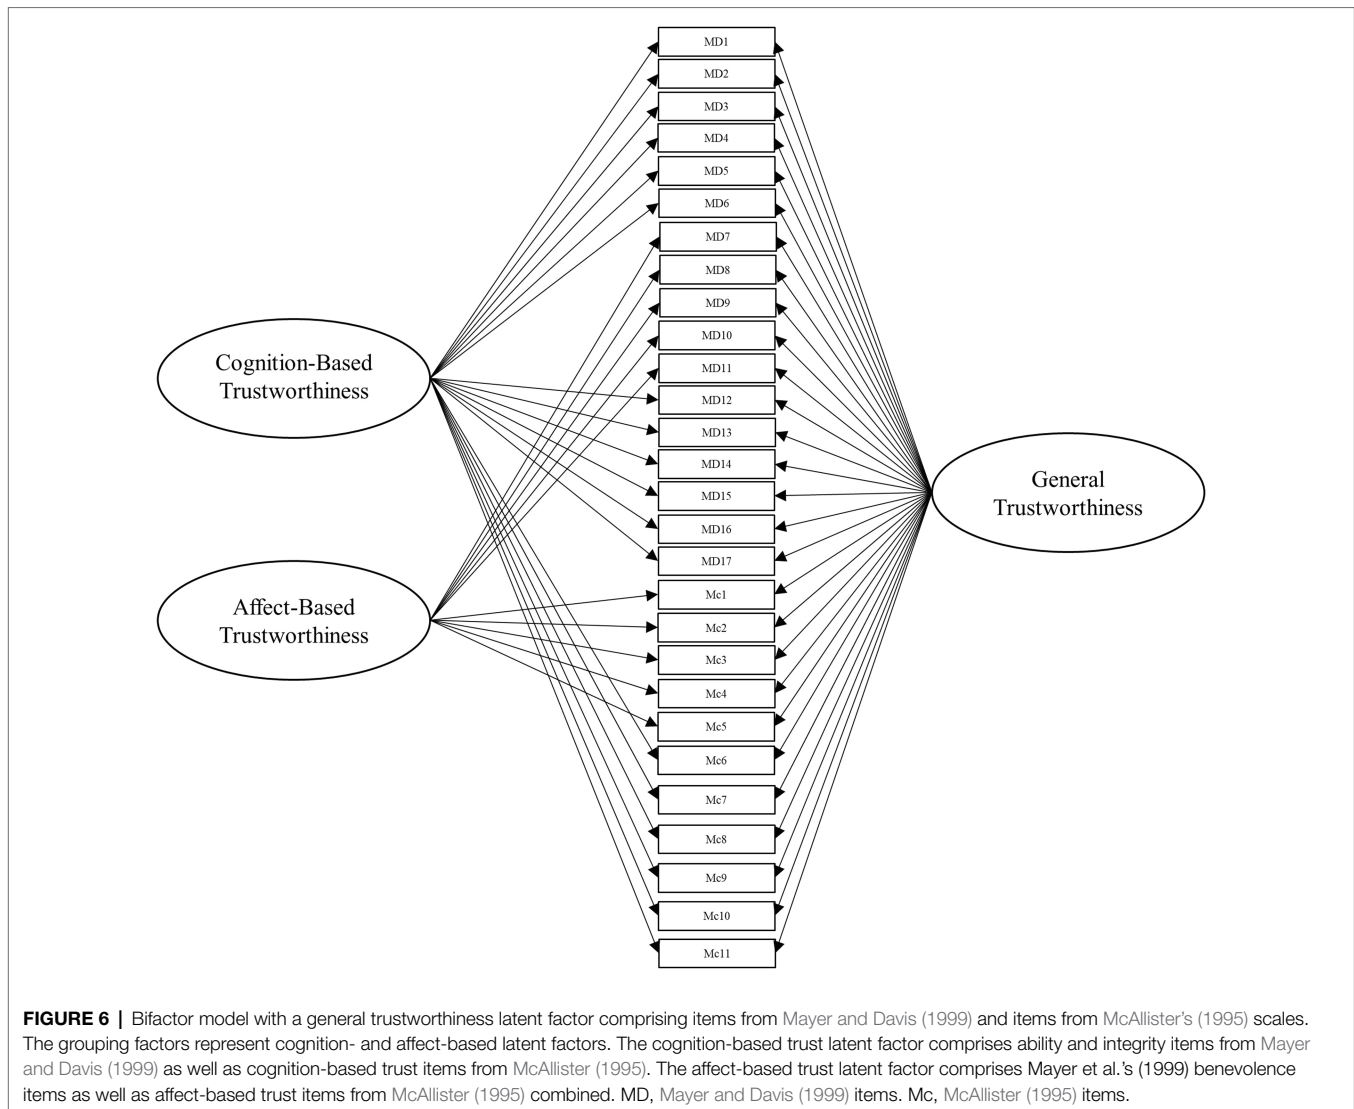 MD1
MD2
MD3
MD4
MD5
MD6
MD7
MD8
MD9
MD10
MD11
MD12
MD13
MD14
MD15
MD16
MD17
Mc1
Mc2
Mc3
Mc4
Mc5
Mc6
Mc7
Mc8
Mc9
Mc10
Mc11
Cognition-Based
Trustworthiness
Affect-Based
Trustworthiness
General
Trustworthiness
FIGURE 6 | Bifactor model with a general trustworthiness latent factor comprising items from Mayer and Davis (1999) and items from McAllister's (1995) scales.
The grouping factors represent cognition- and affect-based latent factors. The cognition-based trust latent factor comprises ability and integrity items from Mayer
and Davis (1999) as well as cognition-based trust items from McAllister (1995). The affect-based trust latent factor comprises Mayer et al.'s (1999) benevolence
items as well as affect-based trust items from McAllister (1995) combined. MD, Mayer and Davis (1999) items. Mc, McAllister (1995) items.